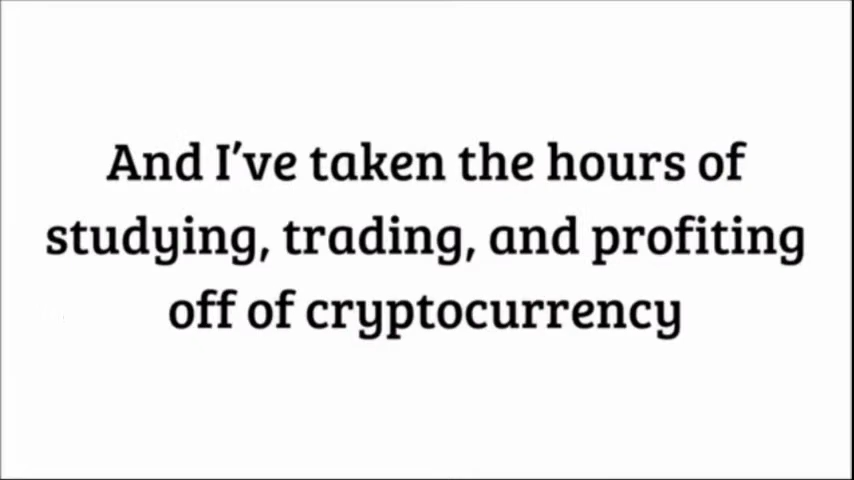 And I've taken the hours of
studying, trading, and profiting
off of cryptocurrency